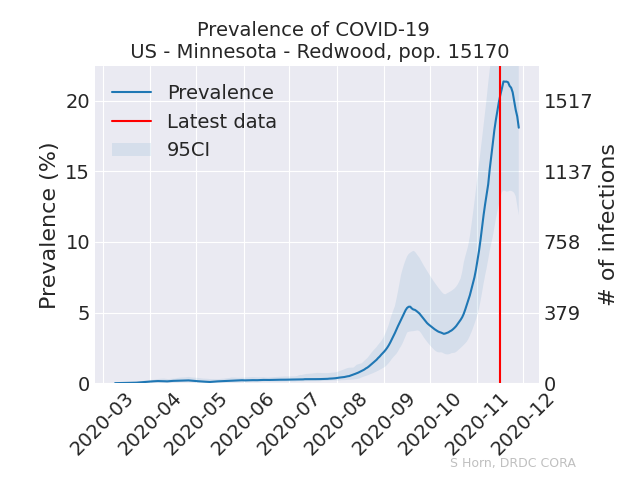 Prevalence of COVID-19
US - Minnesota - Redwood, pop. 15170
Prevalence
Latest data
95CI
Prevalence (%)
20
15
10
5
0
1517
1137
758
379
0
# of infections
2020-03
2020-04
2020-05
2020-06
2020-07
2020-08
2020-09
2020-10
2020-11
2020-12
S Horn, DRDC CORA